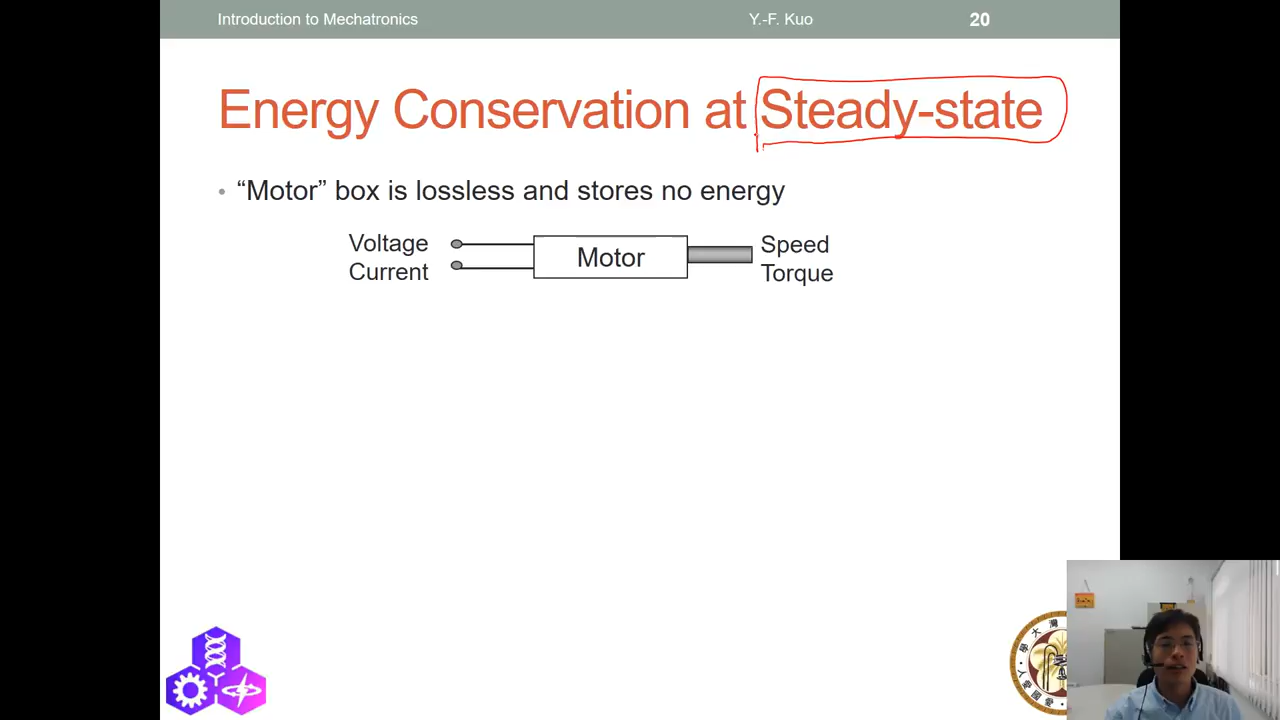 Introduction to Mechatronics
Y.-F. Kuo
20
Energy Conservation at Steady-state
• “Motor” box is lossless and stores no energy
Voltage
Current
Motor
Speed
Torque